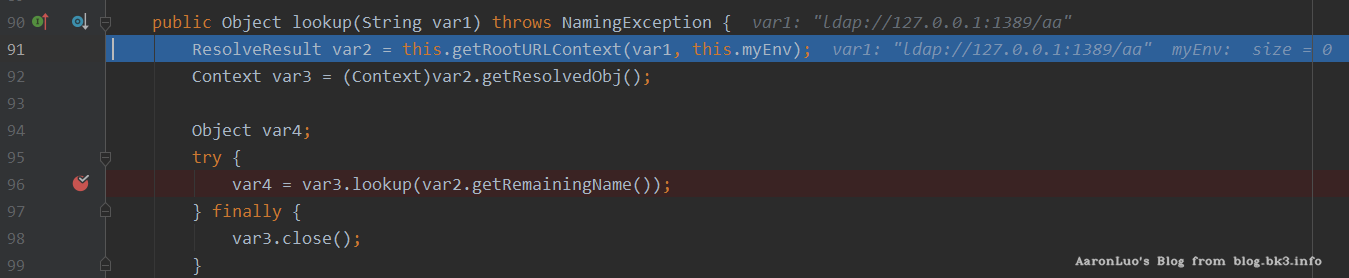 90 public Object lookup(String var1) throws NamingException { var1: "ldap://127.0.0.1:1389/aa"
91 ResolveResult var2 = this.getRootURLContext(var1, this.myEnv); var1: "ldap://127.0.0.1:1389/aa" myEnv: size = 0
92 Context var3 = (Context)var2.getResolvedObj();
93
94 Object var4;
95 try {
96 var4 = var3.lookup(var2.getRemainingName());
97 } finally {
98 var3.close();
99 }
AaronLuo's Blog from blog.bk3.info